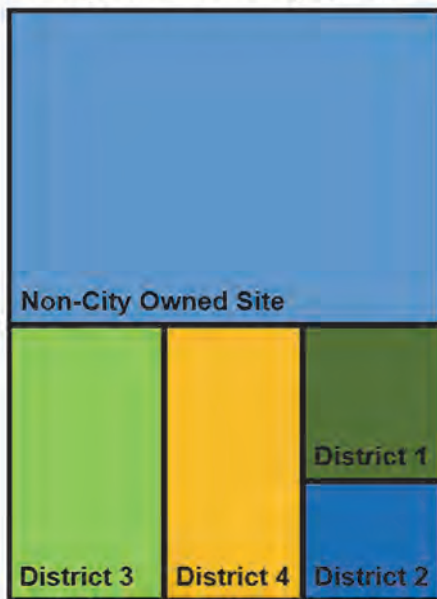 Non-City Owned Site
District 1
District 3
District 4
District 2